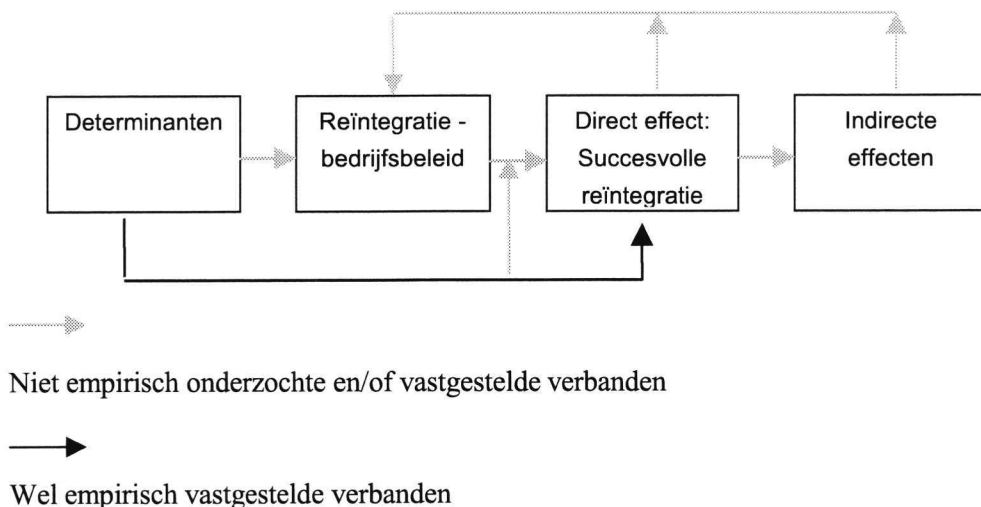 Determinanten
Reïntegratie -
bedrijfsbeleid
Direct effect:
Succesvolle
reïntegratie
Indirecte
effecten
Niet empirisch onderzochte en/of vastgestelde verbanden
Wel empirisch vastgestelde verbanden